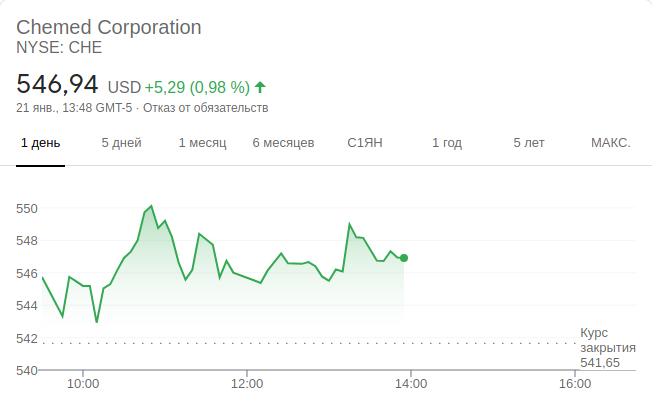 Chemed Corporation
NYSE: CHE
546,94 USD +5,29 (0,98 %)
21 янв., 13:48 GMT-5 · Отказ от обязательств
1 день 5 дней 1 месяц 6 месяцев С1ЯН 1 год 5 лет МАКС.
550
548
546
544
542
540
Курс
закрытия
541,65
10:00 12:00 14:00 16:00